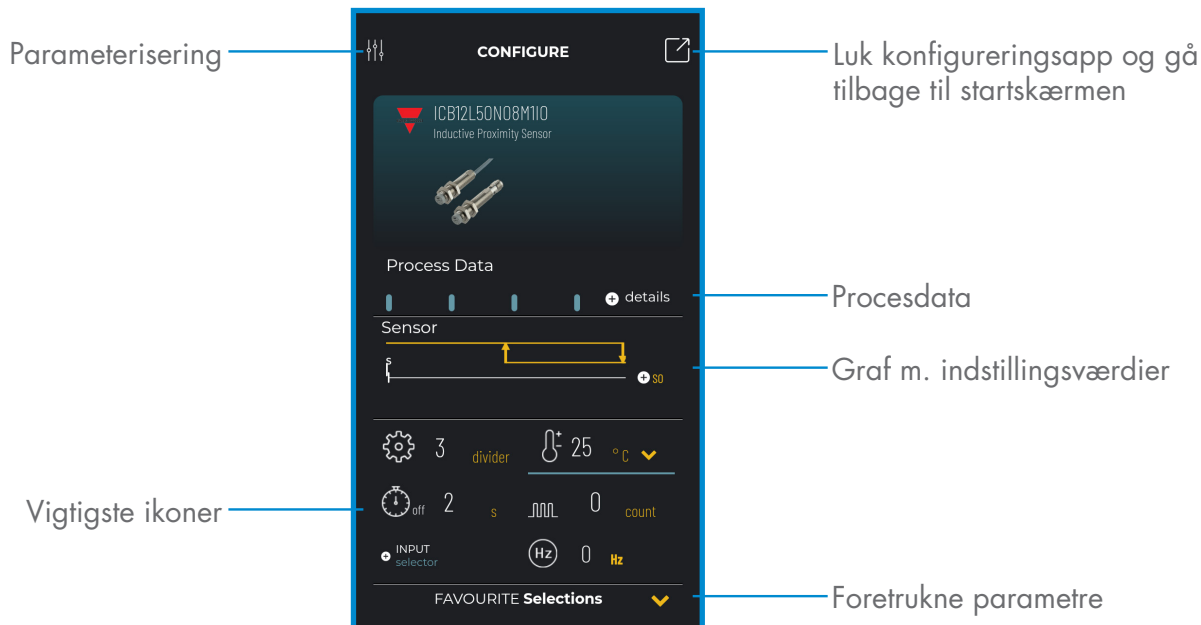 Parameterisering
CONFIGURE
Luk konfigureringsapp og gå
tilbage til startskærmen
ICB12L50N08M1IO
Inductive Proximity Sensor
Process Data
details
Procesdata
Sensor
s
SO
Graf m. indstillingsværdier
3 divider
25 °C
Vigtigste ikoner
off 2 s
0 count
INPUT
selector
Hz 0 Hz
FAVOURITE Selections
Foretrukne parametre